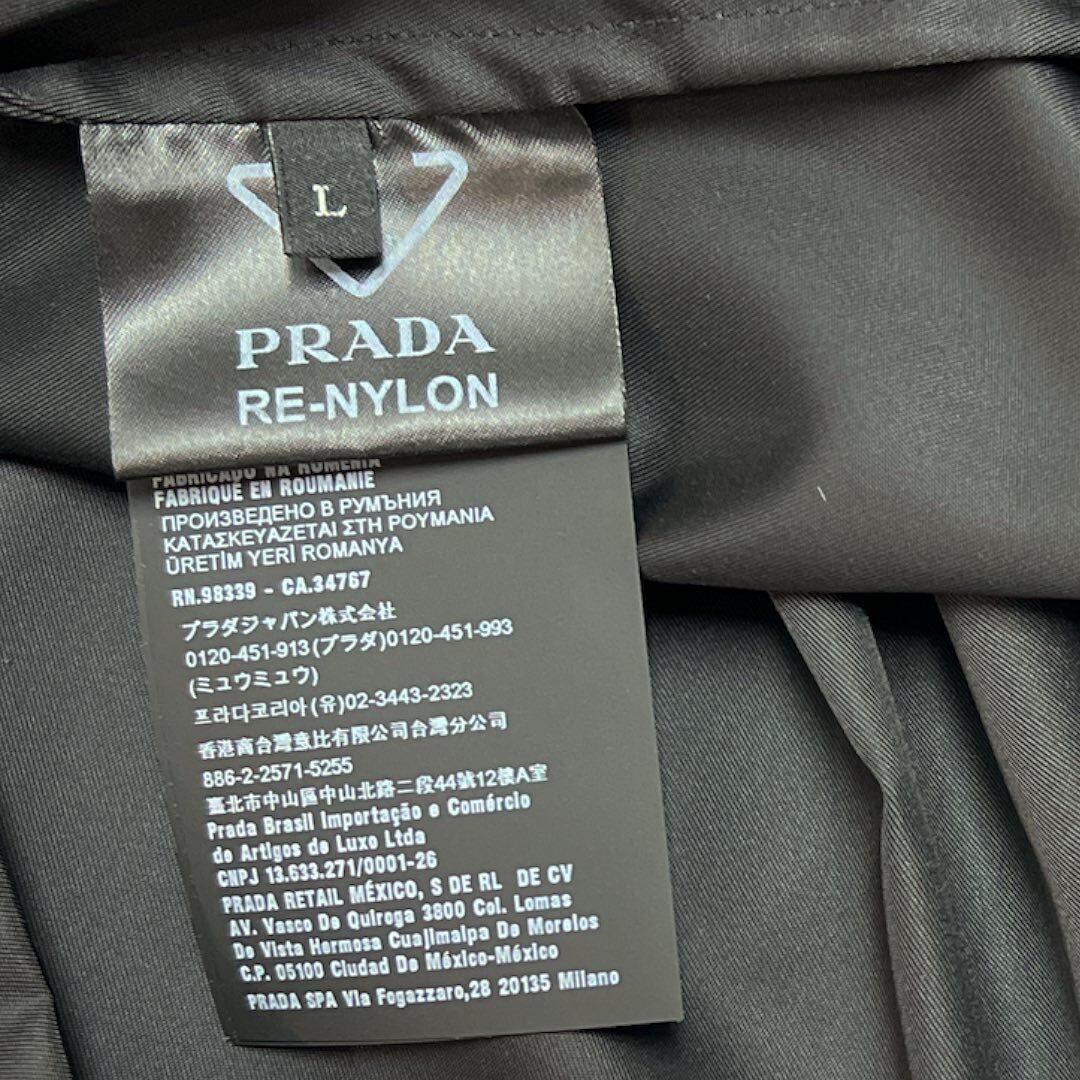 L
PRADA
RE-NYLON
FABRICADO NA ROMENIA
FABRIQUÉ EN ROUMANIE
ПРОИЗВЕДЕНО В РУМЪНИЯ
ΚΑΤΑΣΚΕΥΑΖΕΤΑΙ ΣΤΗ ΡΟΥΜΑΝΙΑ
ÜRETİM YERİ ROMANYA
RN.98339 - CA.34767
プラダジャパン株式会社
0120-451-913(プラダ)0120-451-993
(ミュウミュウ)
프라다코리아(유)02-3443-2323
香港商台灣意比有限公司台灣分公司
886-2-2571-5255
臺北市中山區中山北路二段44號12樓A室
Prada Brasil Importação e Comércio
de Artigos de Luxo Ltda
CNPJ 13.633.271/0001-26
PRADA RETAIL MÉXICO, S DE RL DE CV
AV. Vasco De Quiroga 3800 Col. Lomas
De Vista Hermosa Cuajimalpa De Morelos
C.P. 05100 Ciudad De México-México
PRADA SPA Via Fogazzaro,28 20135 Milano